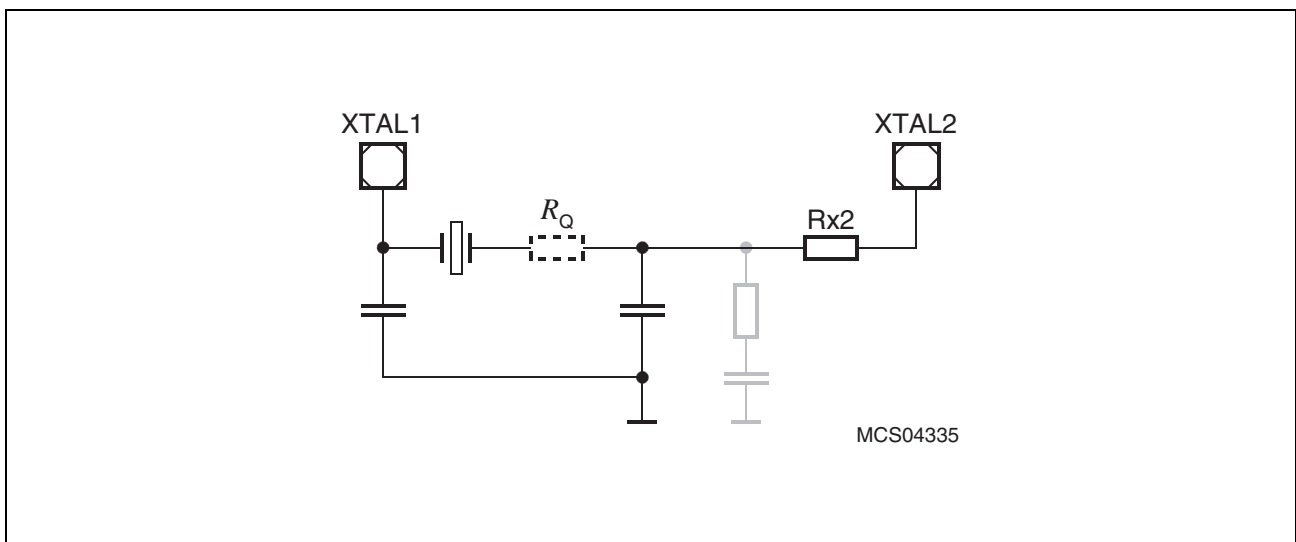 XTAL1
XTAL2
RQ
Rx2
MCS04335